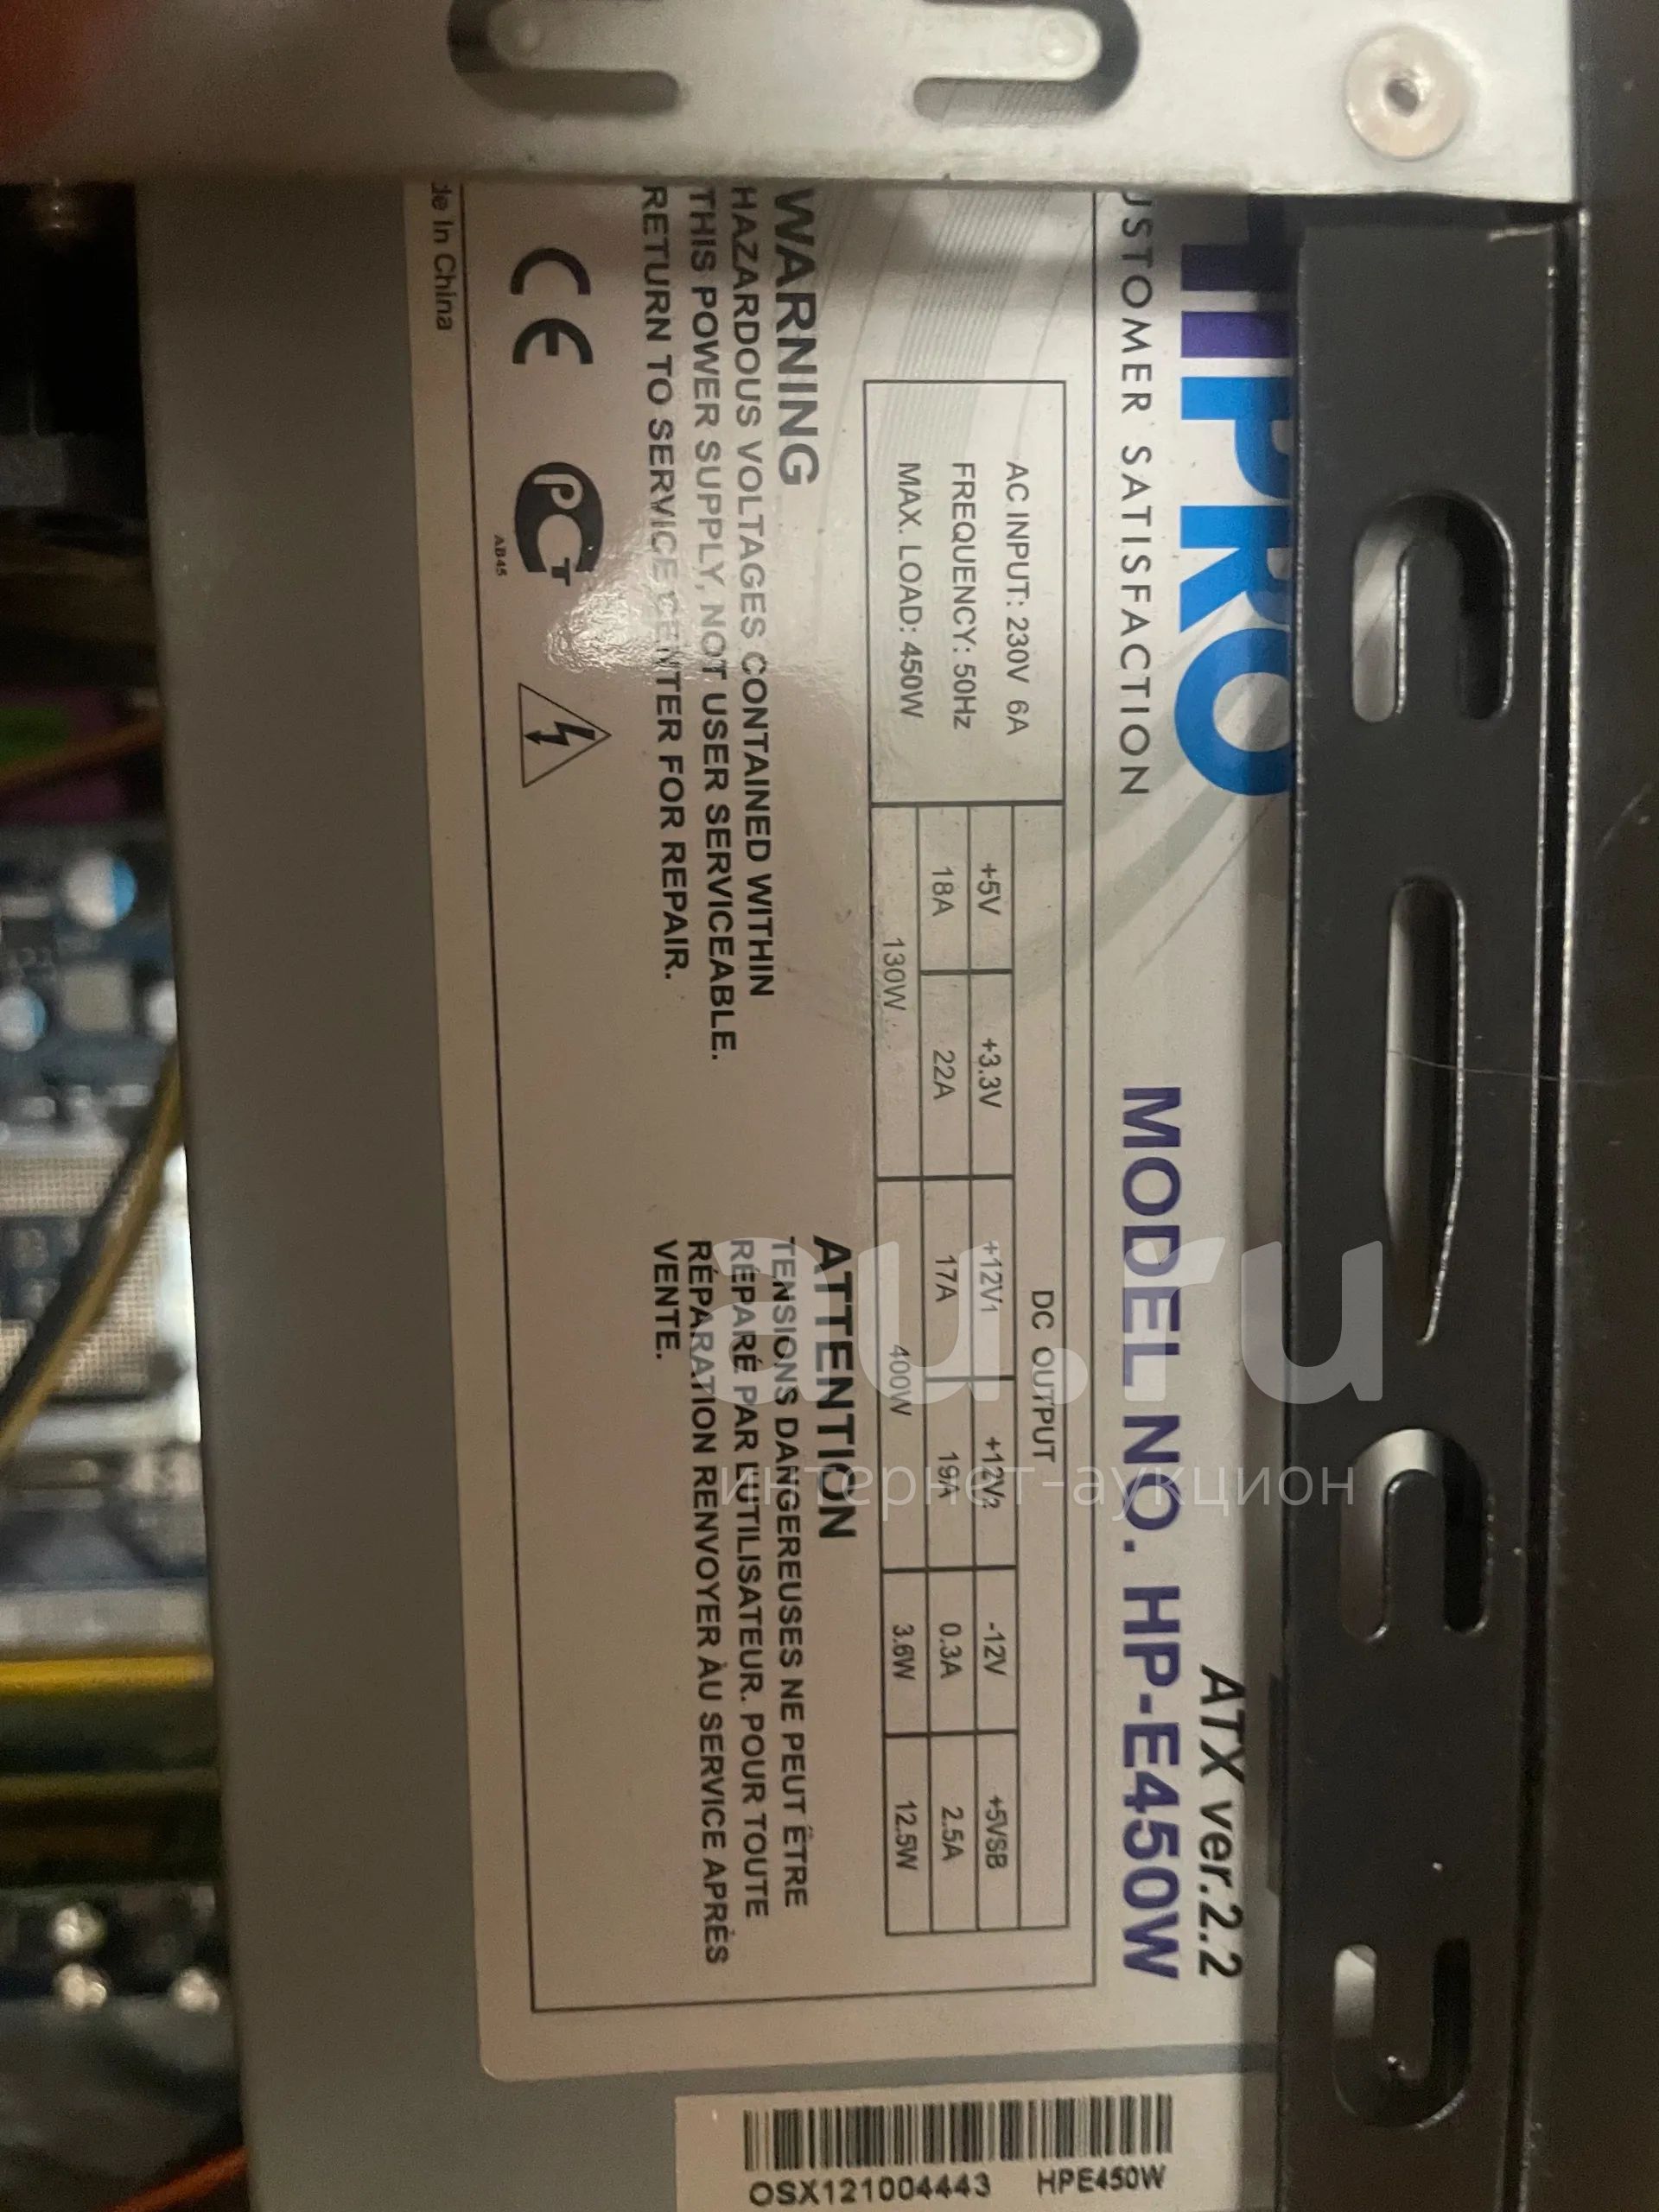 TIPRO
USTOMER SATISFACTION
ATX ver.2.2
MODEL NO. HP-E450W
AC INPUT: 230V 6A
FREQUENCY: 50Hz
MAX. LOAD: 450W
DC OUTPUT
+5V +3.3V +12V1 +12V2 -12V +5VSB
18A 22A 17A 19A 0.3A 2.5A
130W 400W 3.6W 12.5W
WARNING
HAZARDOUS VOLTAGES CONTAINED WITHIN
THIS POWER SUPPLY, NOT USER SERVICEABLE.
RETURN TO SERVICE CENTER FOR REPAIR.
ATTENTION
TENSIONS DANGEREUSES NE PEUT ÊTRE
RÉPARÉ PAR L'UTILISATEUR. POUR TOUTE
RÉPARATION RENVOYER ÀU SERVICE APRÈS
VENTE.
CE
PCT
AB45
de In China
OSX121004443 HPE450W
au.ru
интернет-аукцион